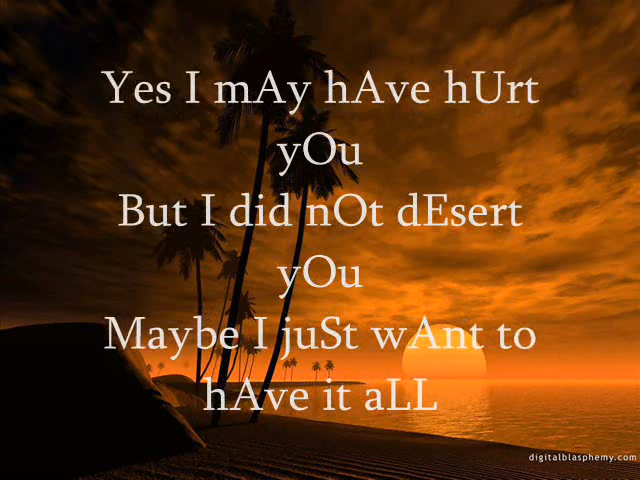 Yes I mAy hAve hUrt
yOu
But I did nOt dEsert
yOu
Maybe I juSt wAnt to
hAve it aLL
digitalblasphemy.com